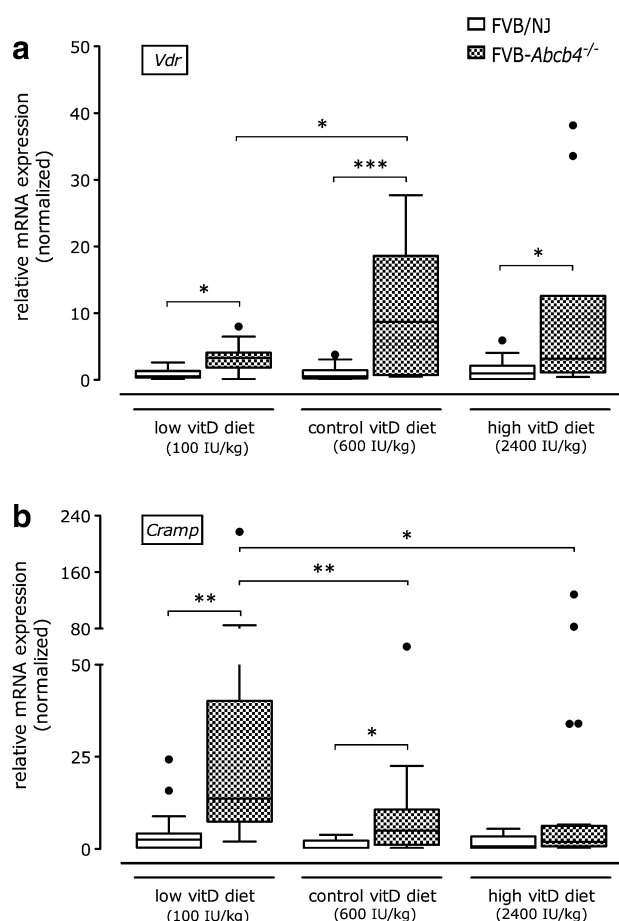 a
Vdr
FVB/NJ
FVB-Abcb4-/-
relative mRNA expression
(normalized)
50
40
30
20
10
0
*
*
***
*
low vitD diet
(100 IU/kg)
control vitD diet
(600 IU/kg)
high vitD diet
(2400 IU/kg)
b
Cramp
relative mRNA expression
(normalized)
240
160
80
50
25
0
*
**
**
*
low vitD diet
(100 IU/kg)
control vitD diet
(600 IU/kg)
high vitD diet
(2400 IU/kg)